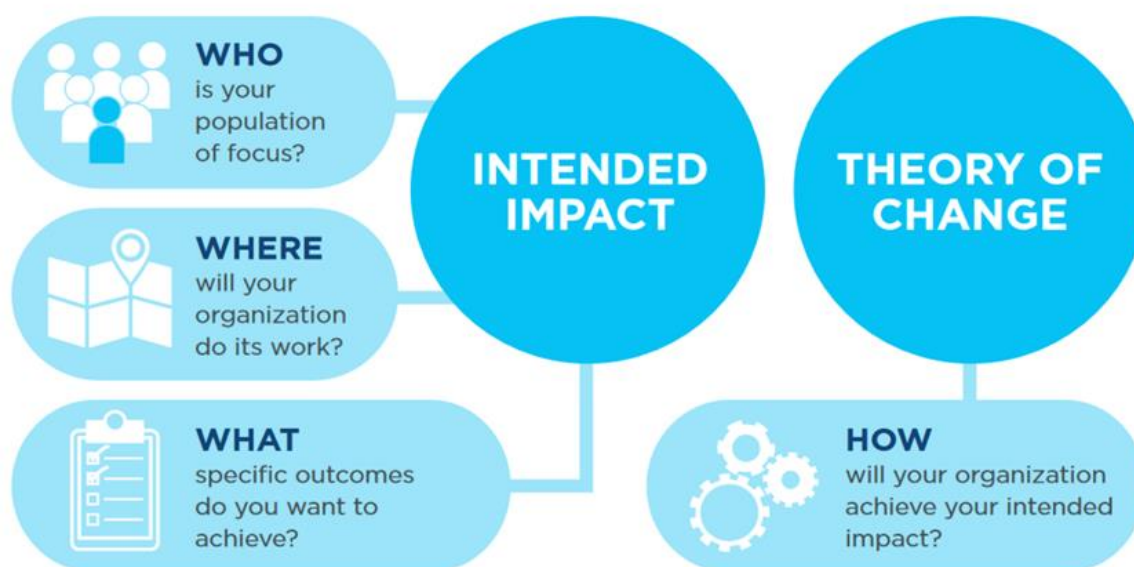 WHO
is your
population
of focus?
WHERE
will your
organization
do its work?
WHAT
specific outcomes
do you want to
achieve?
INTENDED
IMPACT
THEORY OF
CHANGE
HOW
will your organization
achieve your intended
impact?